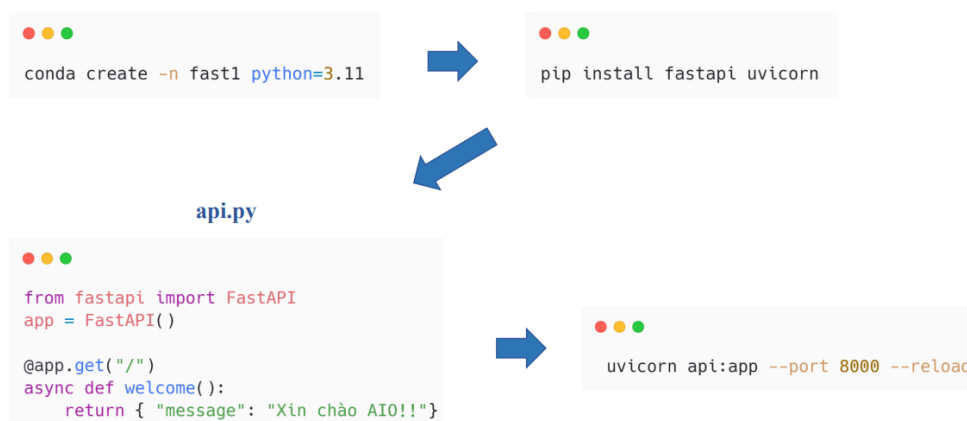 conda create -n fast1 python=3.11
pip install fastapi uvicorn
api.py
from fastapi import FastAPI
app = FastAPI()
@app.get("/")
async def welcome():
    return { "message": "Xin chào AIO!!"}
uvicorn api:app --port 8000 --reload